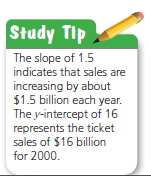 Study Tip
The slope of 1.5
indicates that sales are
increasing by about
$1.5 billion each year.
The y-intercept of 16
represents the ticket
sales of $16 billion
for 2000.